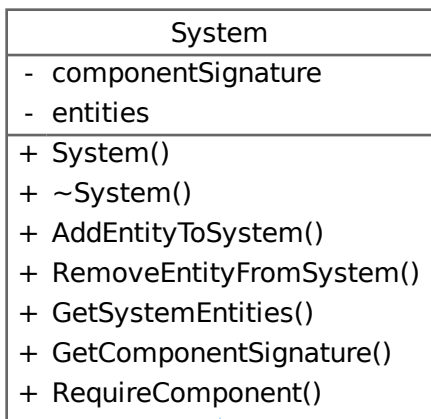 System
- componentSignature
- entities
+ System()
+ ~System()
+ AddEntityToSystem()
+ RemoveEntityFromSystem()
+ GetSystemEntities()
+ GetComponentSignature()
+ RequireComponent()